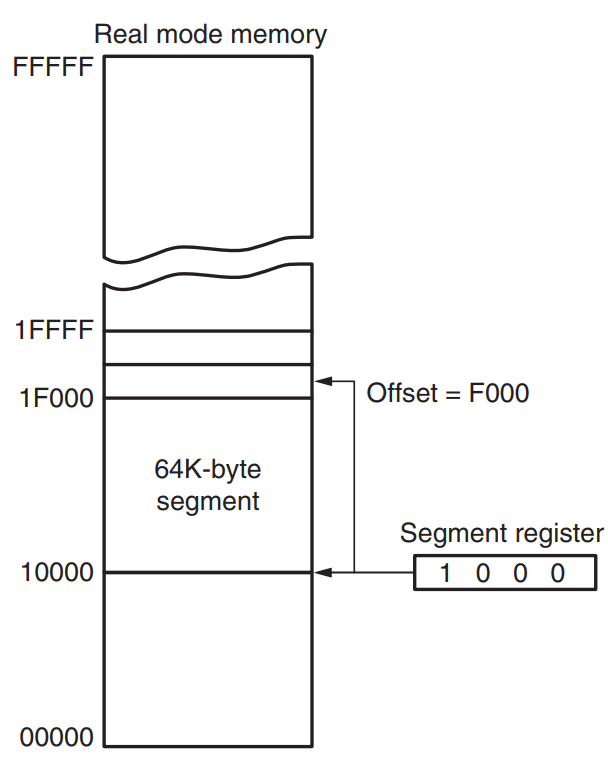 Real mode memory
FFFFF
1FFFF
1F000
Offset = F000
64K-byte
segment
Segment register
10000
1 0 0 0
00000